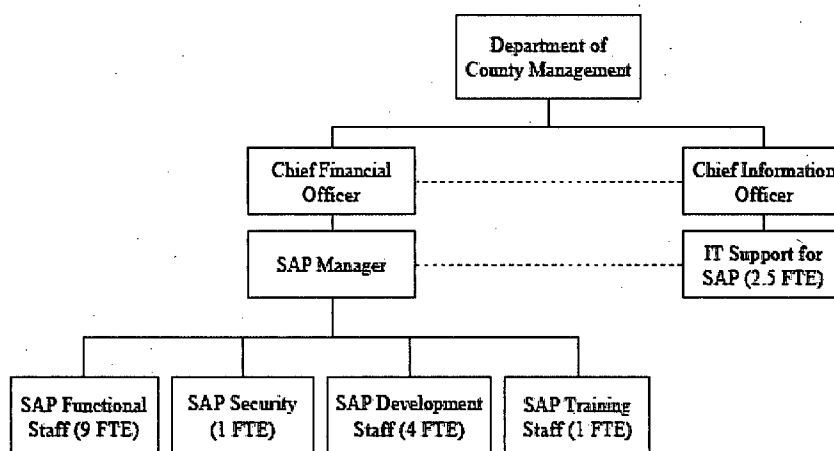 Department of
County Management
Chief Financial
Officer
Chief Information
Officer
SAP Manager
IT Support for
SAP (2.5 FTE)
SAP Functional
Staff (9 FTE)
SAP Security
(1 FTE)
SAP Development
Staff (4 FTE)
SAP Training
Staff (1 FTE)